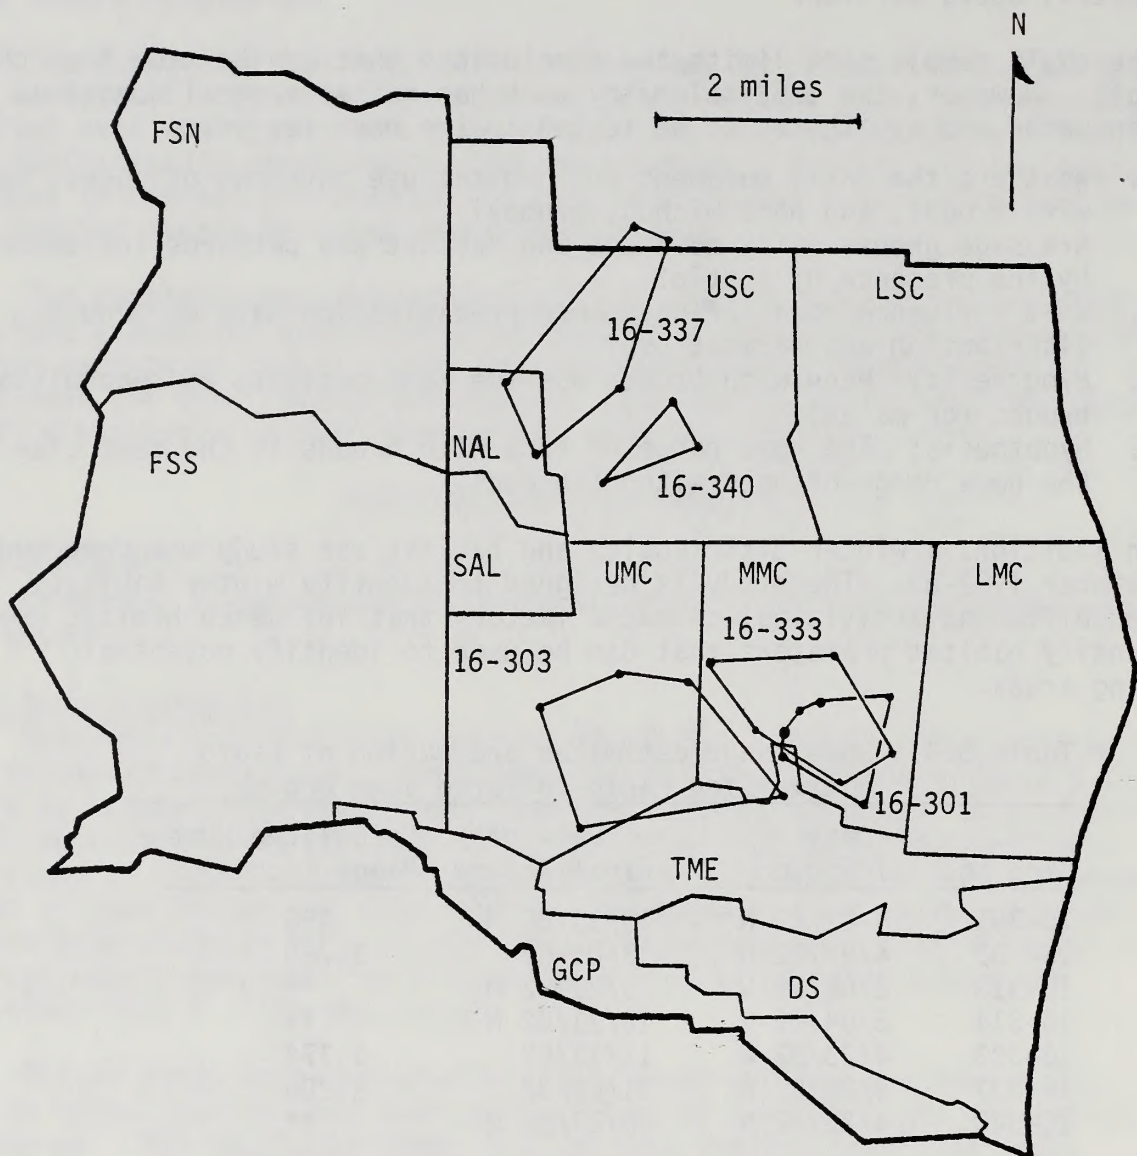 N
2 miles
FSN
USC
LSC
16-337
FSS
NAL
16-340
SAL
UMC
MMC
LMC
16-333
16-303
16-301
TME
GCP
DS